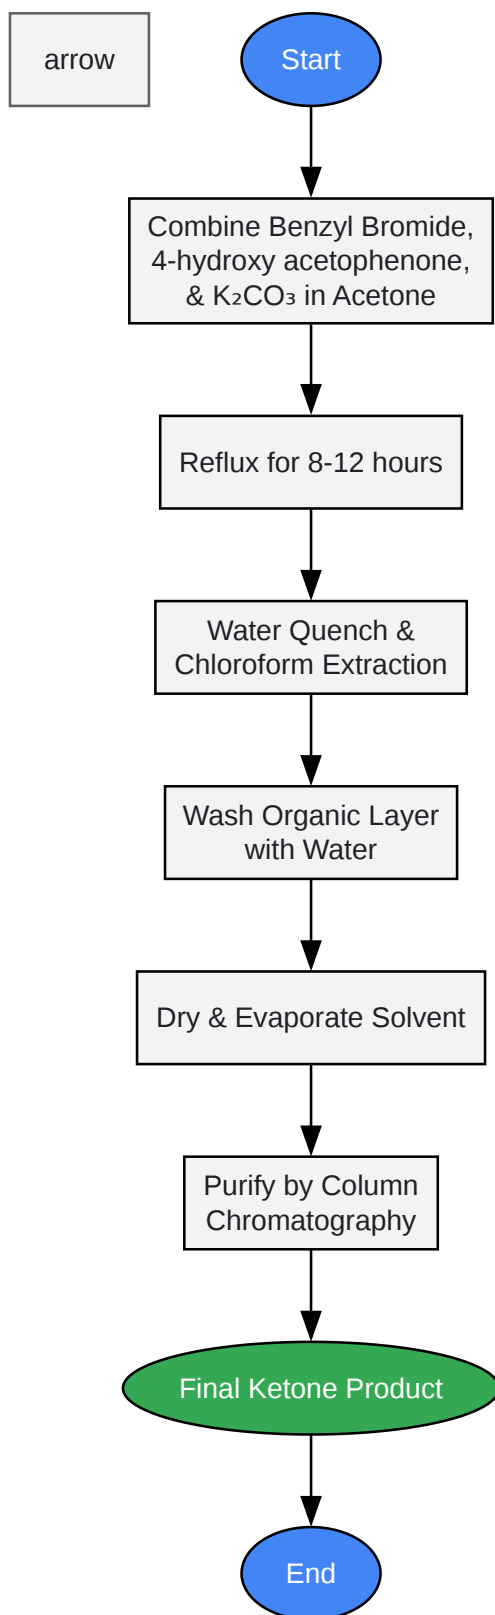 arrow
Start
Combine Benzyl Bromide,
4-hydroxy acetophenone,
& K₂CO₃ in Acetone
Reflux for 8-12 hours
Water Quench &
Chloroform Extraction
Wash Organic Layer
with Water
Dry & Evaporate Solvent
Purify by Column
Chromatography
Final Ketone Product
End